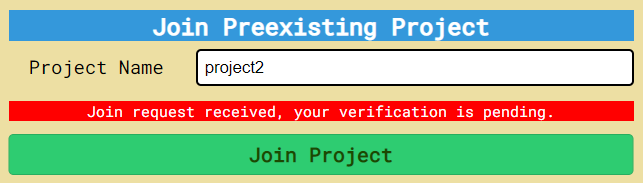 Join Preexisting Project
Project Name project2
Join request received, your verification is pending.
Join Project